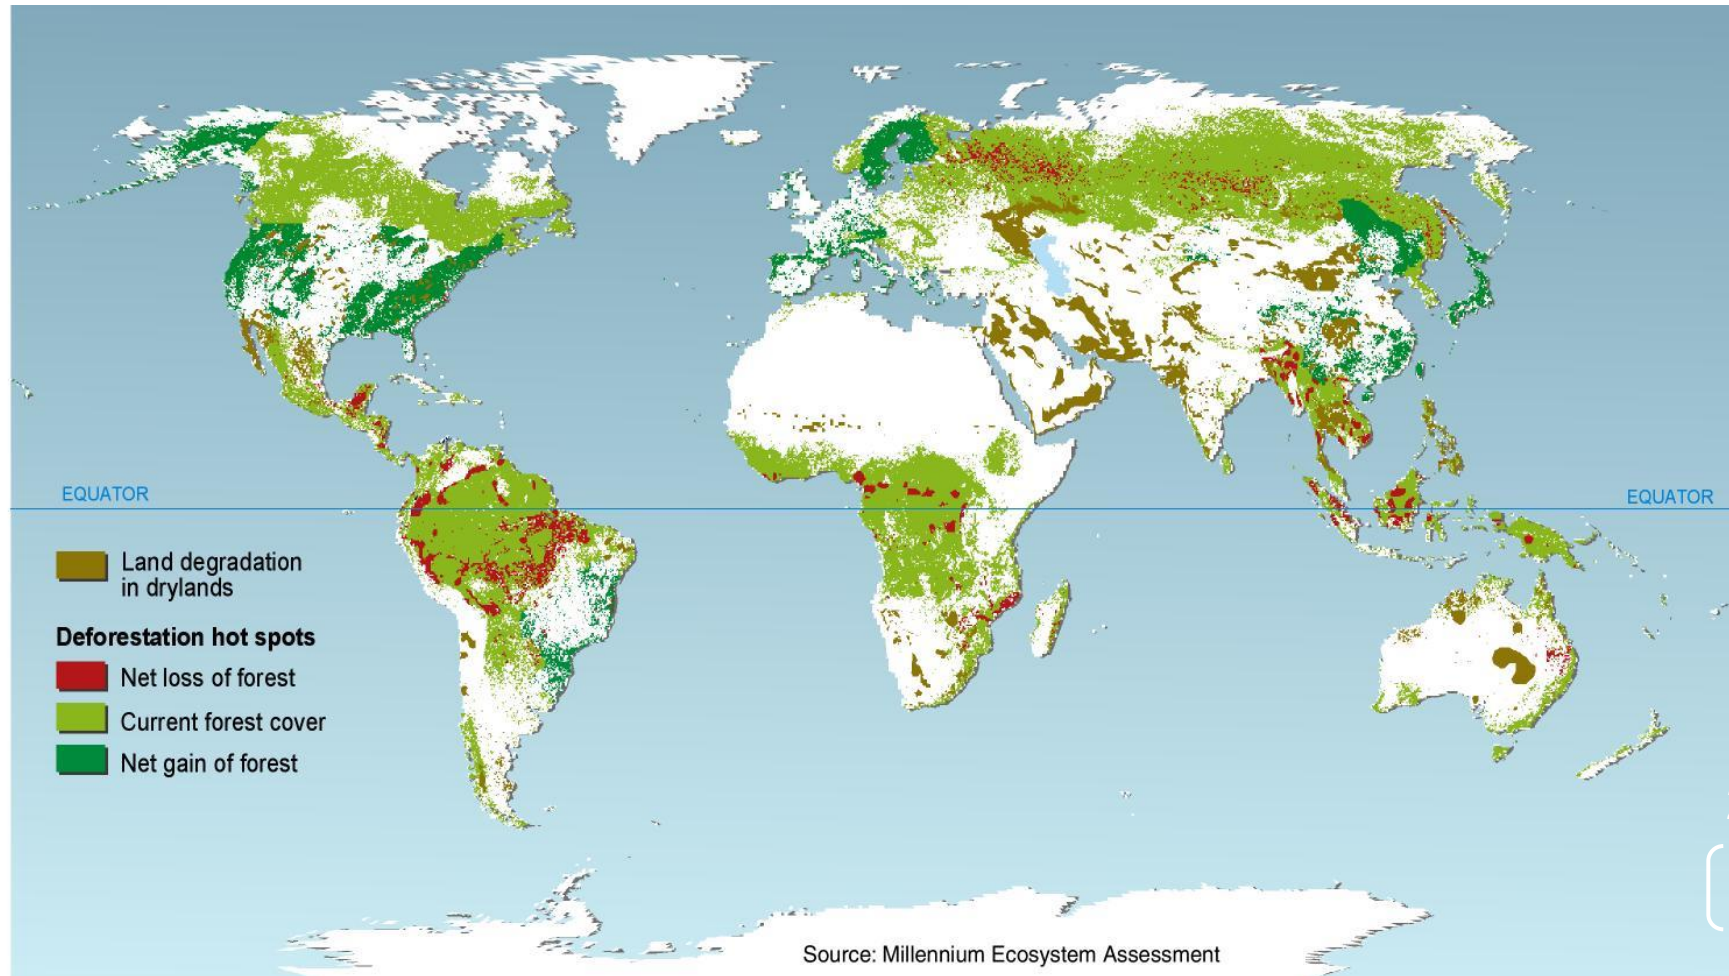 EQUATOR
EQUATOR
Land degradation
in drylands
Deforestation hot spots
Net loss of forest
Current forest cover
Net gain of forest
Source: Millennium Ecosystem Assessment